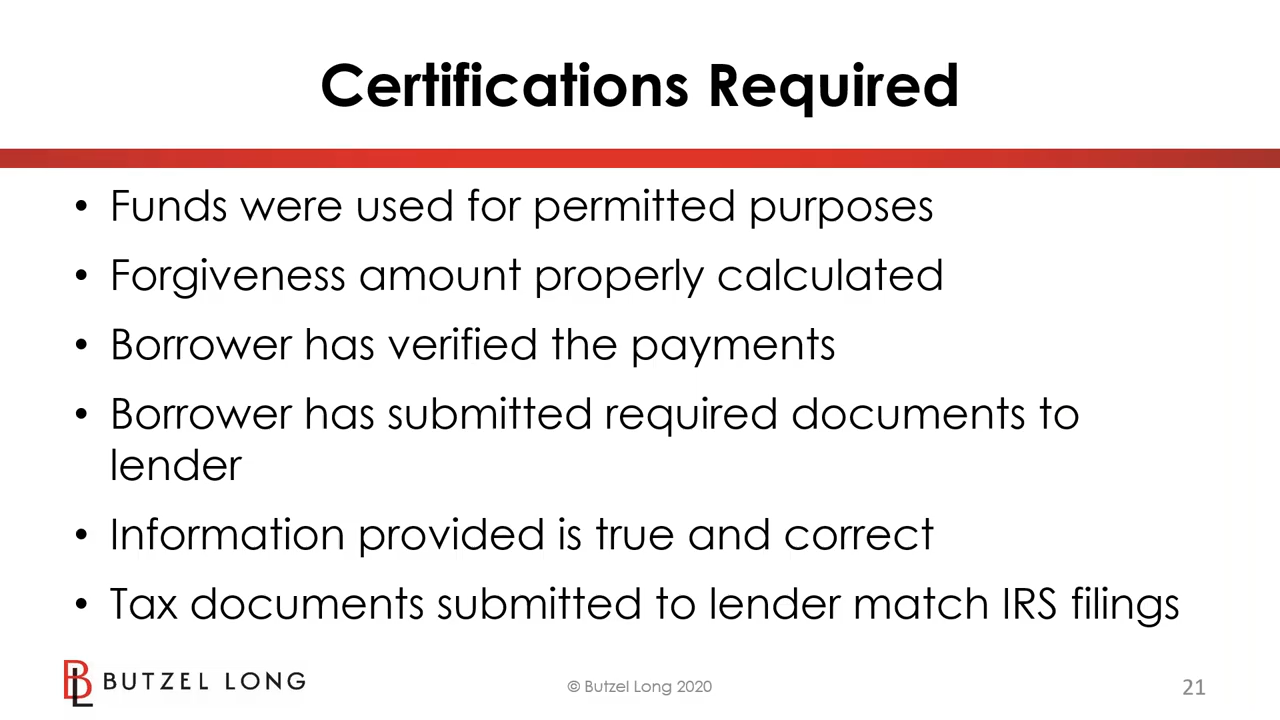 Certifications Required
• Funds were used for permitted purposes
• Forgiveness amount properly calculated
• Borrower has verified the payments
• Borrower has submitted required documents to
lender
• Information provided is true and correct
• Tax documents submitted to lender match IRS filings
BL BUTZEL LONG
© Butzel Long 2020
21